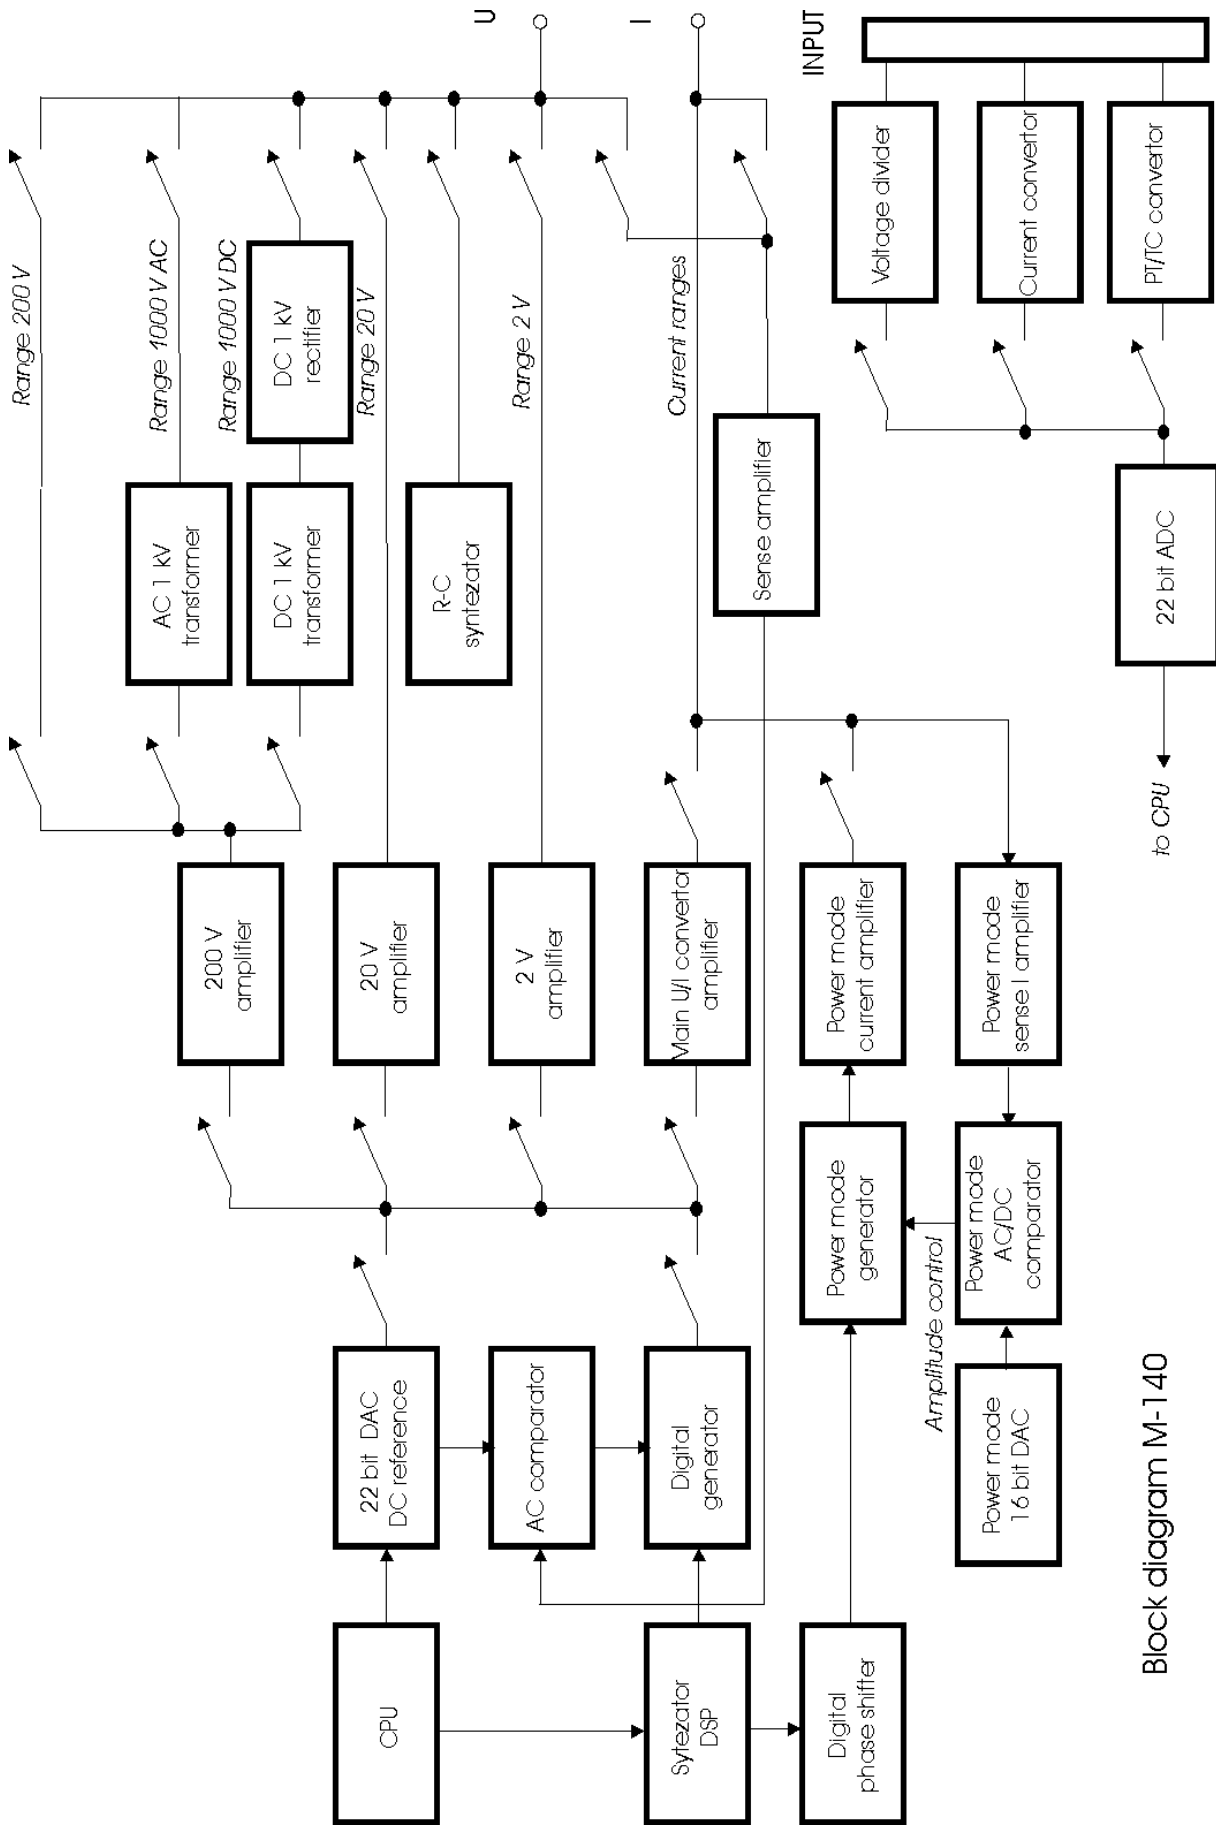 U
I
INPUT
Range 200 V
Range 1000 V AC
Range 1000 V DC
Range 20 V
Range 2 V
Current ranges
AC 1 kV
transformer
DC 1 kV
transformer
DC 1 kV
rectifier
R-C
syntezator
Sense amplifier
Voltage divider
Current convertor
PT/TC convertor
22 bit ADC
to CPU
200 V
amplifier
20 V
amplifier
2 V
amplifier
Main U/I convertor
amplifier
Power mode
current amplifier
Power mode
sense I amplifier
Power mode
generator
Power mode
AC/DC
comparator
Amplitude control
Power mode
16 bit DAC
22 bit DAC
DC reference
AC comparator
Digital
generator
CPU
Sytezator
DSP
Digital
phase shifter
Block diagram M-140